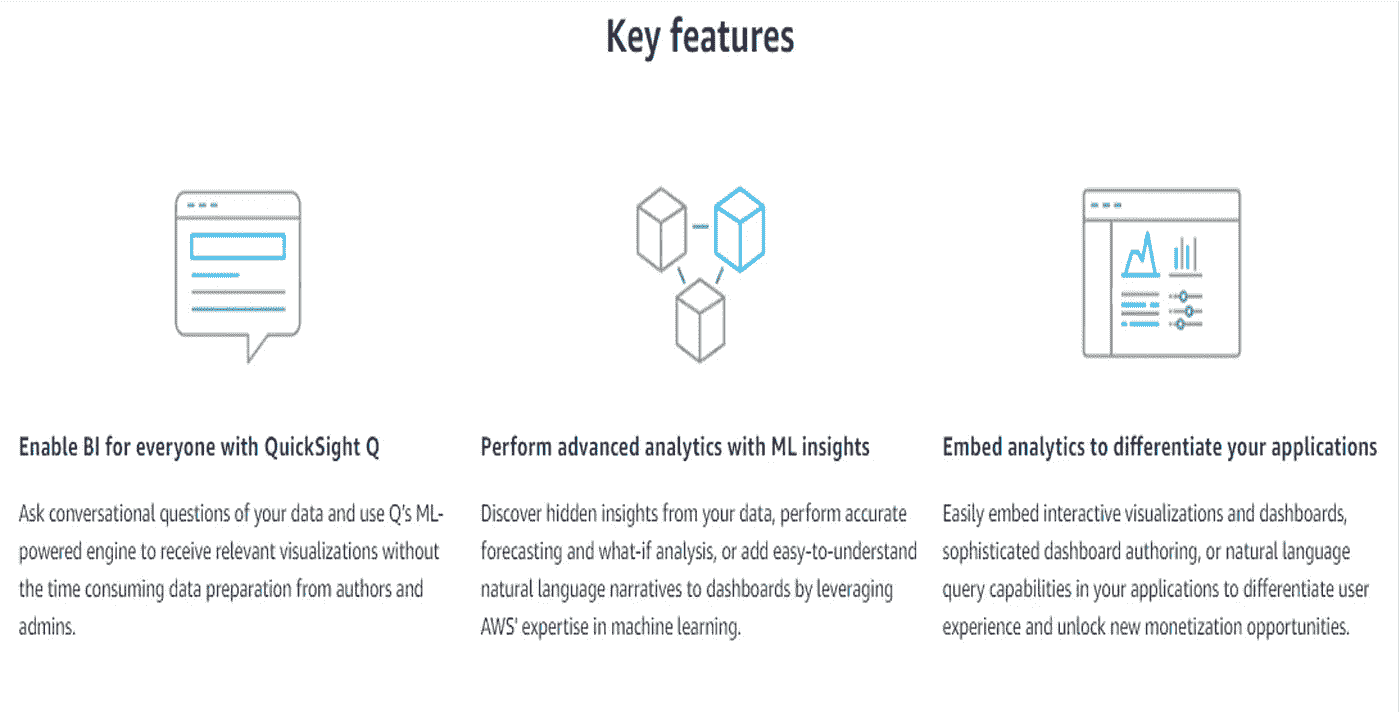 Key features
Enable BI for everyone with QuickSight Q
Ask conversational questions of your data and use Q's ML-
powered engine to receive relevant visualizations without
the time consuming data preparation from authors and
admins.
Perform advanced analytics with ML insights
Discover hidden insights from your data, perform accurate
forecasting and what-if analysis, or add easy-to-understand
natural language narratives to dashboards by leveraging
AWS' expertise in machine learning.
Embed analytics to differentiate your applications
Easily embed interactive visualizations and dashboards,
sophisticated dashboard authoring, or natural language
query capabilities in your applications to differentiate user
experience and unlock new monetization opportunities.